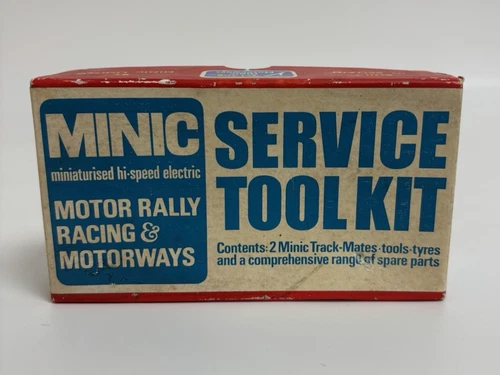 MINIC
miniaturised hi-speed electric
MOTOR RALLY
RACING &
MOTORWAYS
SERVICE
TOOL KIT
Contents: 2 Minic Track-Mates·tools·tyres
and a comprehensive range of spare parts